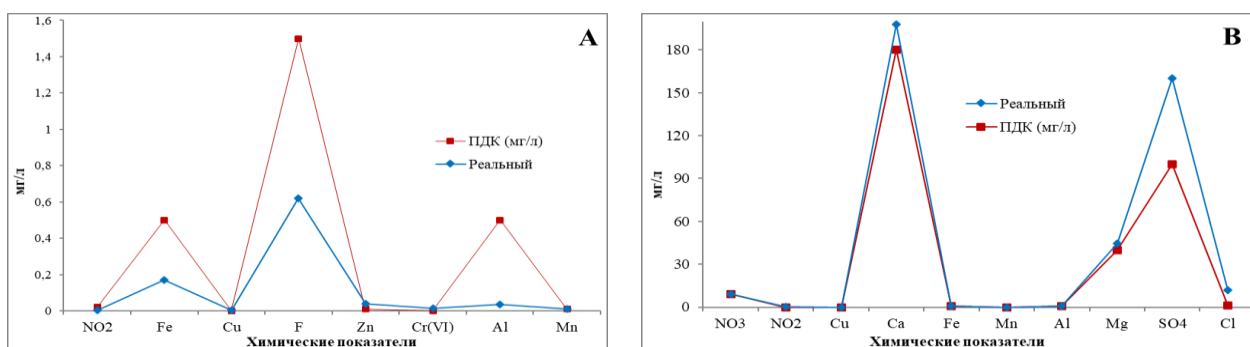 A
1,6
1,4
1,2
1
0,8
0,6
0,4
0,2
0
мг/л
ПДК (мг/л)
Реальный
NO2 Fe Cu F Zn Cr(VI) Al Mn
Химические показатели
B
180
150
120
90
60
30
0
мг/л
Реальный
ПДК (мг/л)
NO3 NO2 Cu Ca Fe Mn Al Mg SO4 Cl
Химические показатели